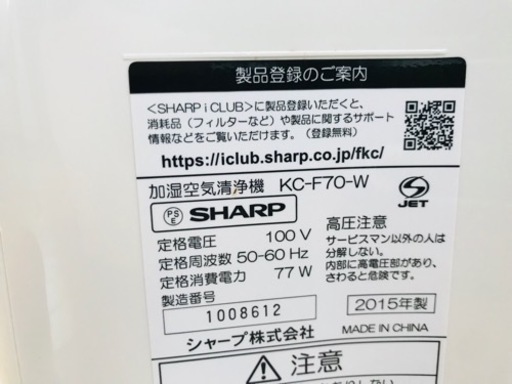 製品登録のご案内
<SHARP i CLUB>に製品登録いただくと、
消耗品（フィルターなど）や製品に関するサポート
情報などをご覧いただけます。（登録無料）
https://iclub.sharp.co.jp/fkc/
加湿空気清浄機 KC-F70-W
PS
E
SHARP
JET
定格電圧 100 V
定格周波数 50-60 Hz
定格消費電力 77 W
製造番号
1008612
シャープ株式会社
高圧注意
サービスマン以外の人は
分解しない。
内部に高電圧部があり、
さわると危険です。
2015年製
MADE IN CHINA
注意